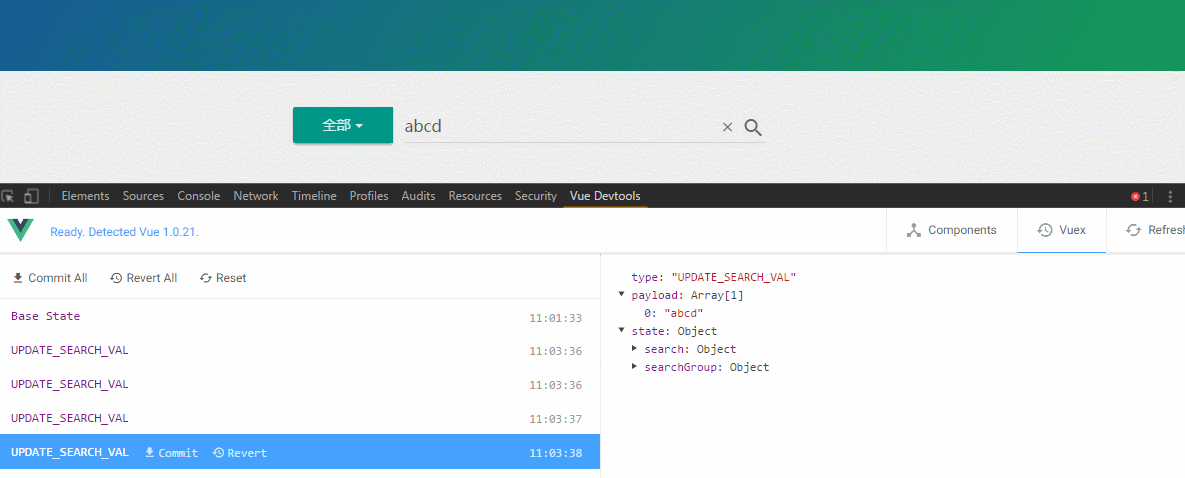 全部
abcd
Elements Sources Console Network Timeline Profiles Audits Resources Security Vue Devtools 1
Ready. Detected Vue 1.0.21.
Components Vuex Refres
Commit All Revert All Reset
Base State 11:01:33
UPDATE_SEARCH_VAL 11:03:36
UPDATE_SEARCH_VAL 11:03:36
UPDATE_SEARCH_VAL 11:03:37
UPDATE_SEARCH_VAL Commit Revert 11:03:38
type: "UPDATE_SEARCH_VAL"
payload: Array[1]
0: "abcd"
state: Object
search: Object
searchGroup: Object